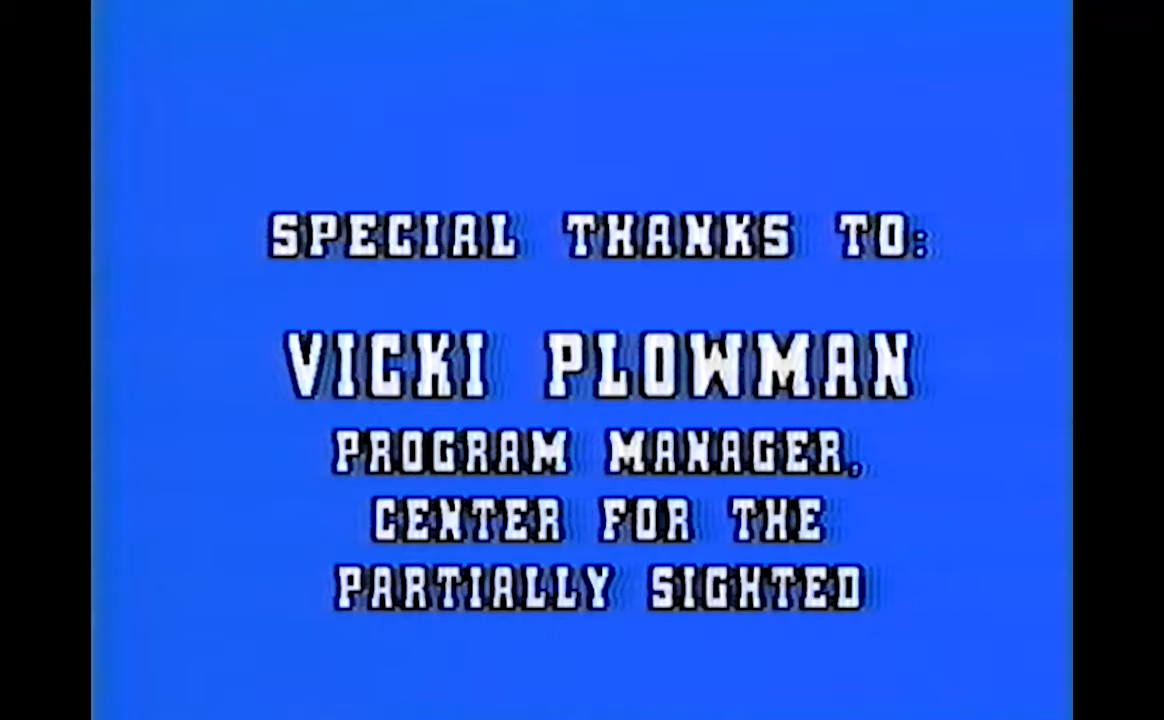 SPECIAL THANKS TO:
VICKI PLOWMAN
PROGRAM MANAGER,
CENTER FOR THE
PARTIALLY SIGHTED